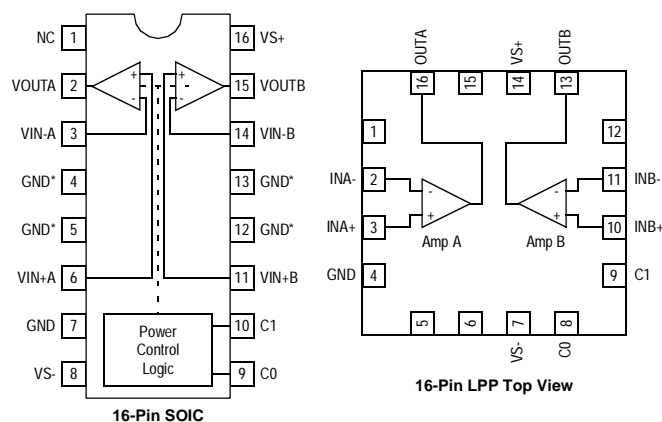 NC 1
16 VS+
VOUTA 2
+
-
+
-
15 VOUTB
VIN-A 3
14 VIN-B
GND* 4
13 GND*
GND* 5
12 GND*
VIN+A 6
11 VIN+B
GND 7
10 C1
Power
Control
Logic
VS- 8
9 C0
16-Pin SOIC
OUTA
VS+
OUTB
16
15
14
13
1
12
INA- 2
-
-
11 INB-
INA+ 3
+
+
10 INB+
Amp A
Amp B
GND 4
9 C1
5
6
7
8
VS-
C0
16-Pin LPP Top View